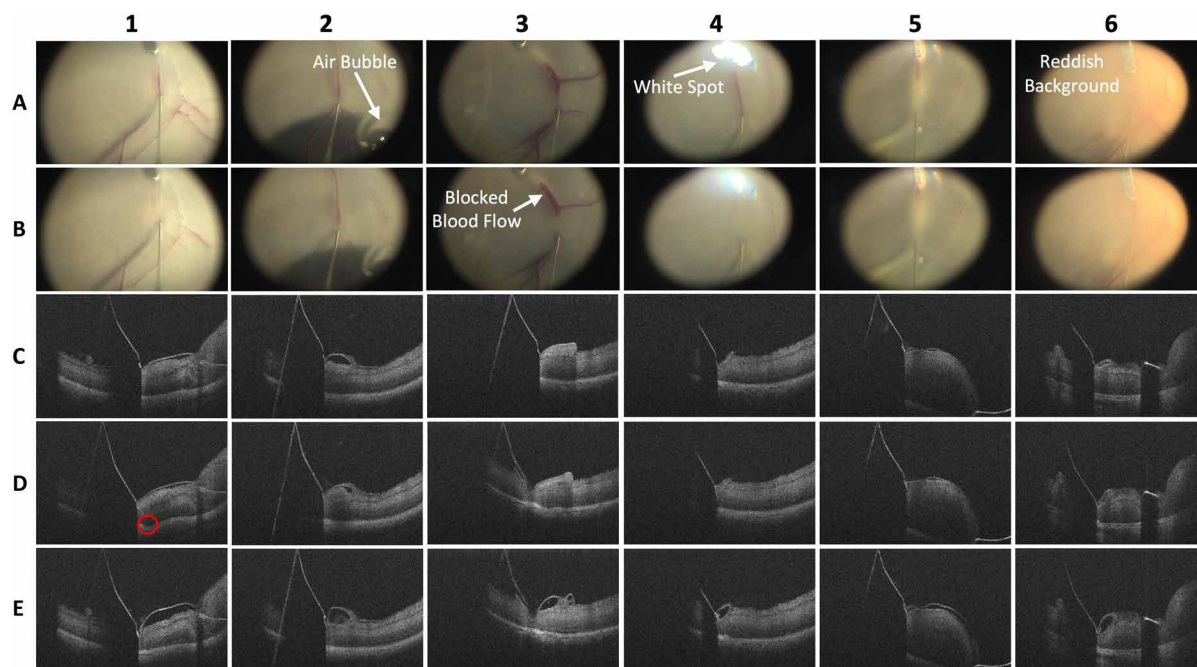 1 2 3 4 5 6
A
Air Bubble
White Spot
Reddish
Background
B
Blocked
Blood Flow
C
D
E